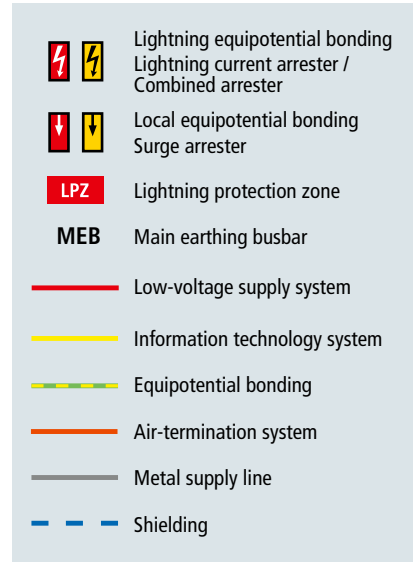 Lightning equipotential bonding
Lightning current arrester /
Combined arrester
Local equipotential bonding
Surge arrester
LPZ Lightning protection zone
MEB Main earthing busbar
Low-voltage supply system
Information technology system
Equipotential bonding
Air-termination system
Metal supply line
Shielding